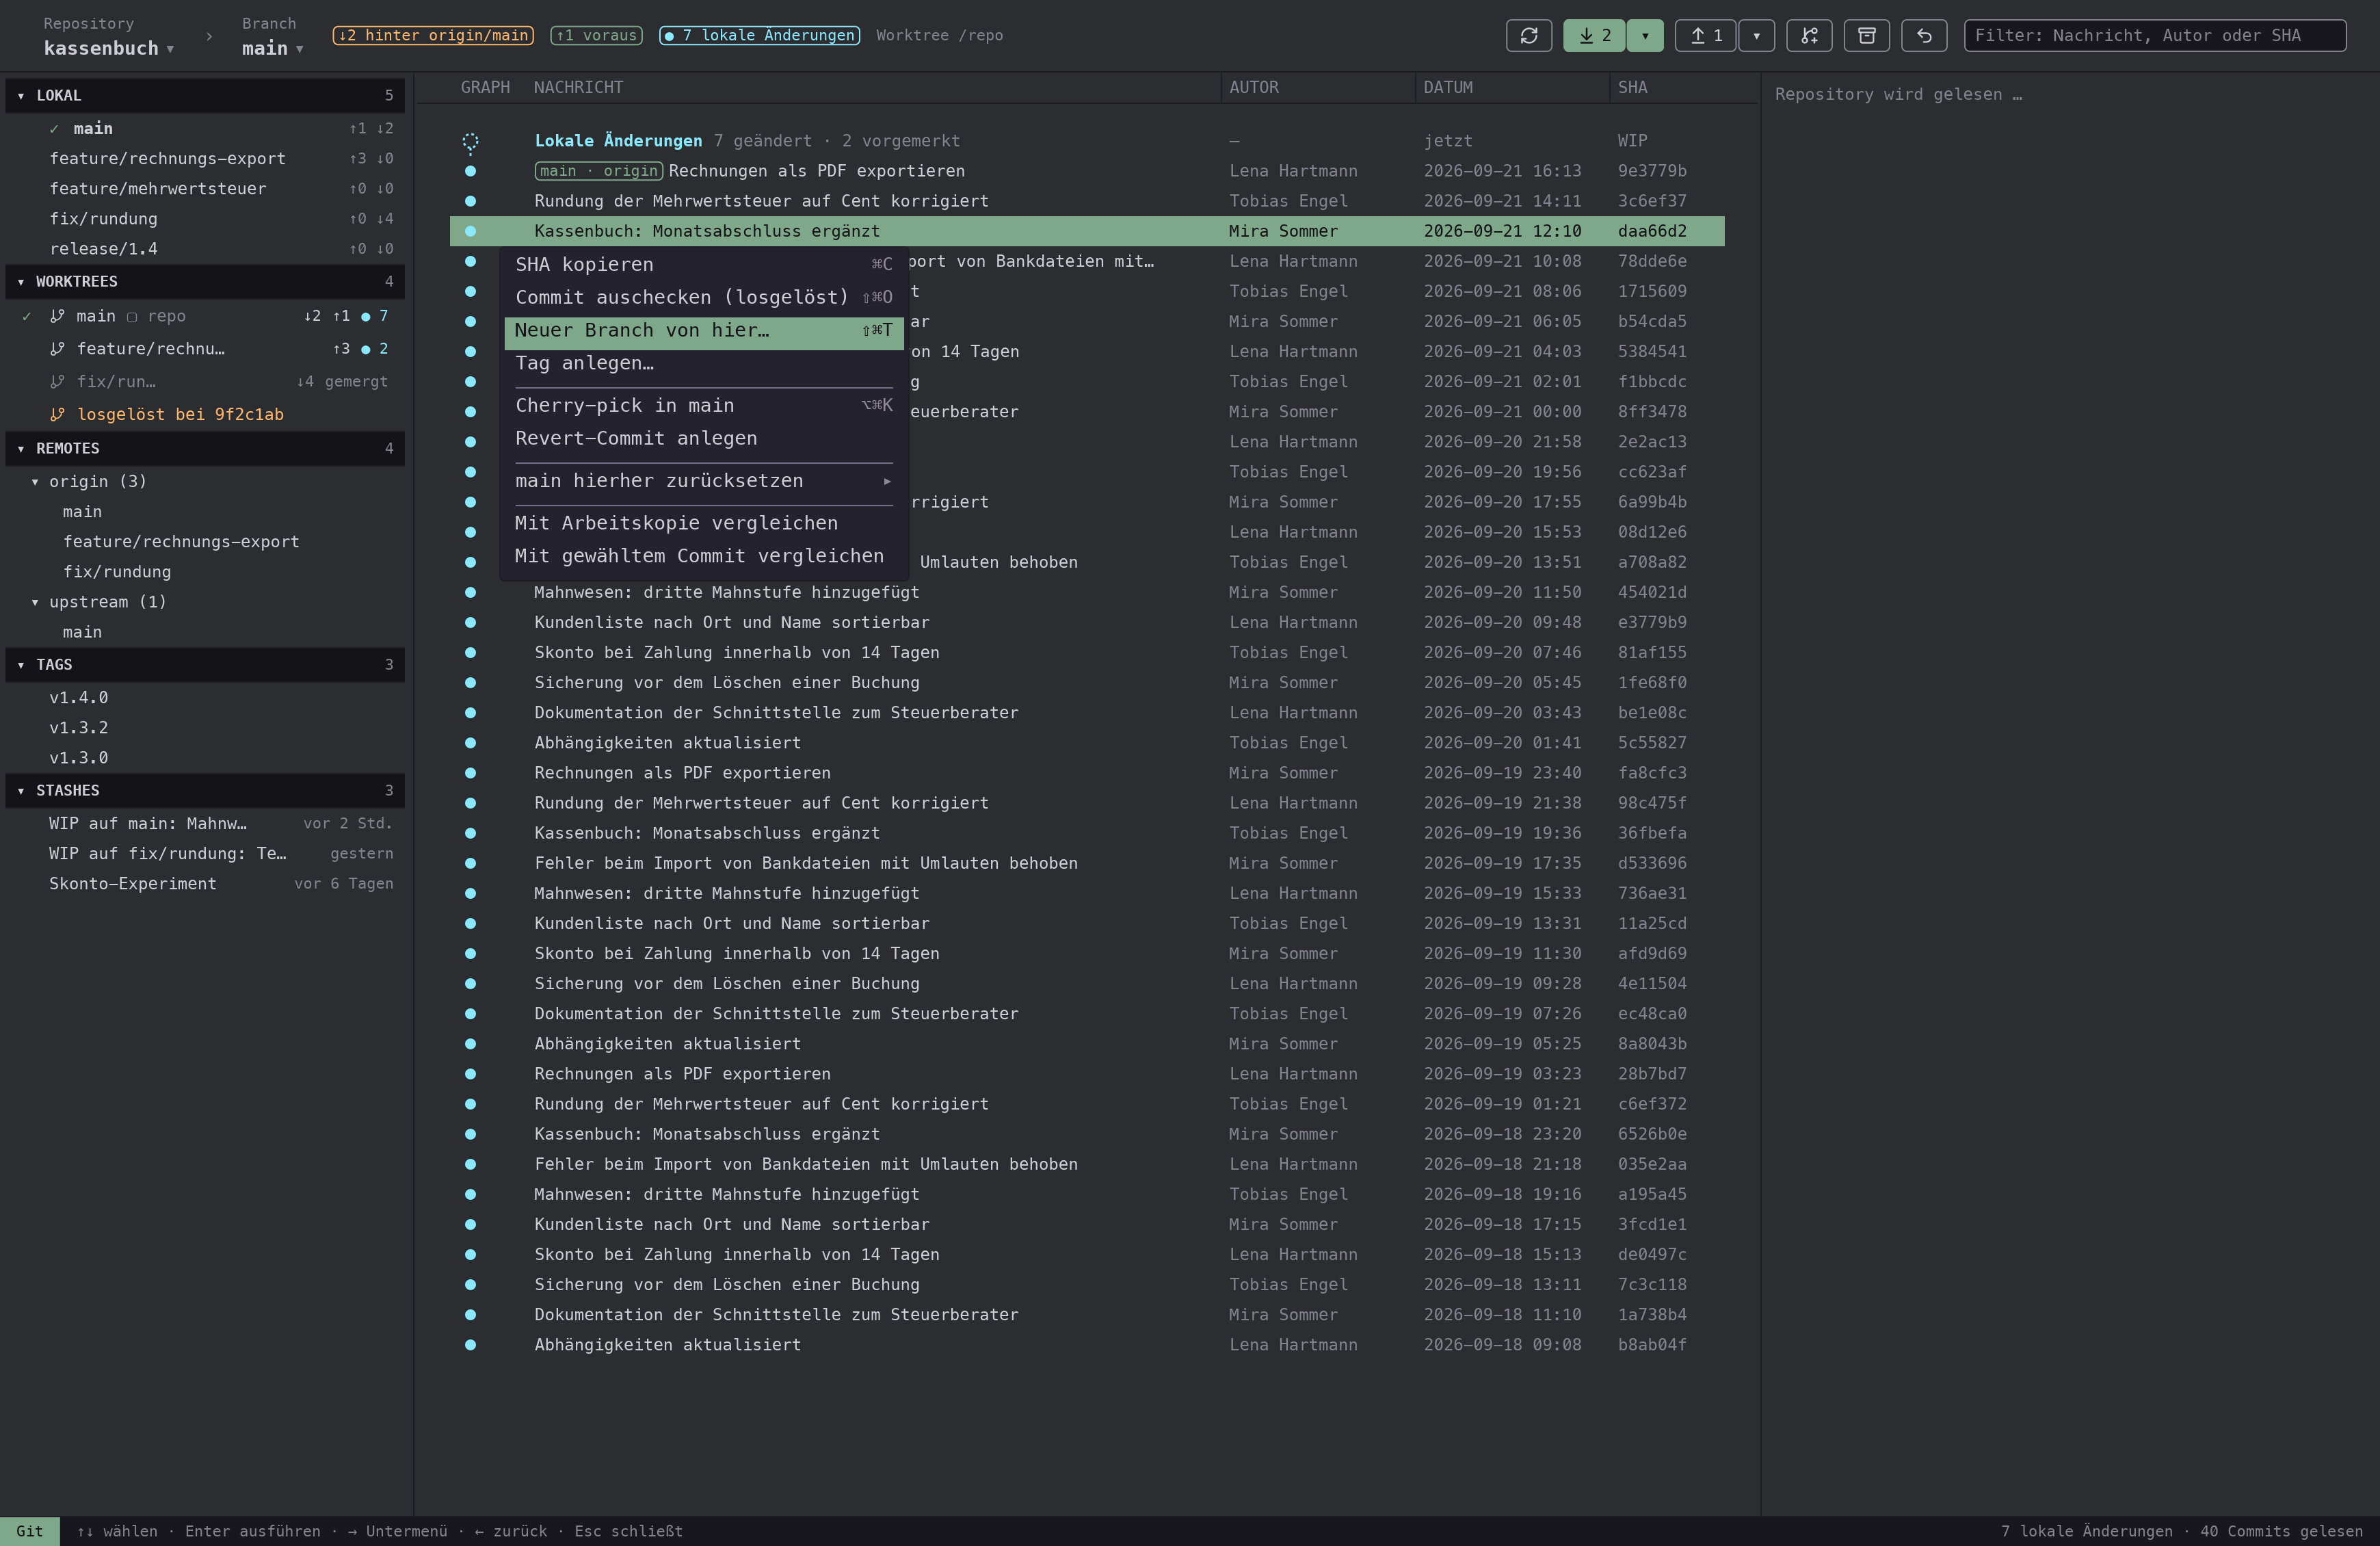 Repository
kassenbuch ▾ › Branch
main ▾
↓2 hinter origin/main ↑1 voraus ● 7 lokale Änderungen Worktree /repo
2 ▾ 1 ▾ Filter: Nachricht, Autor oder SHA
▾ LOKAL 5
✓ main ↑1 ↓2
feature/rechnungs-export ↑3 ↓0
feature/mehrwertsteuer ↑0 ↓0
fix/rundung ↑0 ↓4
release/1.4 ↑0 ↓0
▾ WORKTREES 4
✓ main ▢ repo ↓2 ↑1 ● 7
feature/rechnu… ↑3 ● 2
fix/run… ↓4 gemergt
losgelöst bei 9f2c1ab
▾ REMOTES 4
▾ origin (3)
main
feature/rechnungs-export
fix/rundung
▾ upstream (1)
main
▾ TAGS 3
v1.4.0
v1.3.2
v1.3.0
▾ STASHES 3
WIP auf main: Mahnw… vor 2 Std.
WIP auf fix/rundung: Te… gestern
Skonto-Experiment vor 6 Tagen
GRAPH NACHRICHT AUTOR DATUM SHA
Lokale Änderungen 7 geändert · 2 vorgemerkt — jetzt WIP
main · origin Rechnungen als PDF exportieren Lena Hartmann 2026-09-21 16:13 9e3779b
Rundung der Mehrwertsteuer auf Cent korrigiert Tobias Engel 2026-09-21 14:11 3c6ef37
Kassenbuch: Monatsabschluss ergänzt Mira Sommer 2026-09-21 12:10 daa66d2
port von Bankdateien mit… Lena Hartmann 2026-09-21 10:08 78dde6e
t Tobias Engel 2026-09-21 08:06 1715609
ar Mira Sommer 2026-09-21 06:05 b54cda5
on 14 Tagen Lena Hartmann 2026-09-21 04:03 5384541
g Tobias Engel 2026-09-21 02:01 f1bbcdc
euerberater Mira Sommer 2026-09-21 00:00 8ff3478
Lena Hartmann 2026-09-20 21:58 2e2ac13
Tobias Engel 2026-09-20 19:56 cc623af
rrigiert Mira Sommer 2026-09-20 17:55 6a99b4b
Lena Hartmann 2026-09-20 15:53 08d12e6
Umlauten behoben Tobias Engel 2026-09-20 13:51 a708a82
Mahnwesen: dritte Mahnstufe hinzugefügt Mira Sommer 2026-09-20 11:50 454021d
Kundenliste nach Ort und Name sortierbar Lena Hartmann 2026-09-20 09:48 e3779b9
Skonto bei Zahlung innerhalb von 14 Tagen Tobias Engel 2026-09-20 07:46 81af155
Sicherung vor dem Löschen einer Buchung Mira Sommer 2026-09-20 05:45 1fe68f0
Dokumentation der Schnittstelle zum Steuerberater Lena Hartmann 2026-09-20 03:43 be1e08c
Abhängigkeiten aktualisiert Tobias Engel 2026-09-20 01:41 5c55827
Rechnungen als PDF exportieren Mira Sommer 2026-09-19 23:40 fa8cfc3
Rundung der Mehrwertsteuer auf Cent korrigiert Lena Hartmann 2026-09-19 21:38 98c475f
Kassenbuch: Monatsabschluss ergänzt Tobias Engel 2026-09-19 19:36 36fbefa
Fehler beim Import von Bankdateien mit Umlauten behoben Mira Sommer 2026-09-19 17:35 d533696
Mahnwesen: dritte Mahnstufe hinzugefügt Lena Hartmann 2026-09-19 15:33 736ae31
Kundenliste nach Ort und Name sortierbar Tobias Engel 2026-09-19 13:31 11a25cd
Skonto bei Zahlung innerhalb von 14 Tagen Mira Sommer 2026-09-19 11:30 afd9d69
Sicherung vor dem Löschen einer Buchung Lena Hartmann 2026-09-19 09:28 4e11504
Dokumentation der Schnittstelle zum Steuerberater Tobias Engel 2026-09-19 07:26 ec48ca0
Abhängigkeiten aktualisiert Mira Sommer 2026-09-19 05:25 8a8043b
Rechnungen als PDF exportieren Lena Hartmann 2026-09-19 03:23 28b7bd7
Rundung der Mehrwertsteuer auf Cent korrigiert Tobias Engel 2026-09-19 01:21 c6ef372
Kassenbuch: Monatsabschluss ergänzt Mira Sommer 2026-09-18 23:20 6526b0e
Fehler beim Import von Bankdateien mit Umlauten behoben Lena Hartmann 2026-09-18 21:18 035e2aa
Mahnwesen: dritte Mahnstufe hinzugefügt Tobias Engel 2026-09-18 19:16 a195a45
Kundenliste nach Ort und Name sortierbar Mira Sommer 2026-09-18 17:15 3fcd1e1
Skonto bei Zahlung innerhalb von 14 Tagen Lena Hartmann 2026-09-18 15:13 de0497c
Sicherung vor dem Löschen einer Buchung Tobias Engel 2026-09-18 13:11 7c3c118
Dokumentation der Schnittstelle zum Steuerberater Mira Sommer 2026-09-18 11:10 1a738b4
Abhängigkeiten aktualisiert Lena Hartmann 2026-09-18 09:08 b8ab04f
SHA kopieren ⌘C
Commit auschecken (losgelöst) ⇧⌘O
Neuer Branch von hier… ⇧⌘T
Tag anlegen…
Cherry-pick in main ⌥⌘K
Revert-Commit anlegen
main hierher zurücksetzen ▸
Mit Arbeitskopie vergleichen
Mit gewähltem Commit vergleichen
Repository wird gelesen …
Git ↑↓ wählen · Enter ausführen · → Untermenü · ← zurück · Esc schließt
7 lokale Änderungen · 40 Commits gelesen